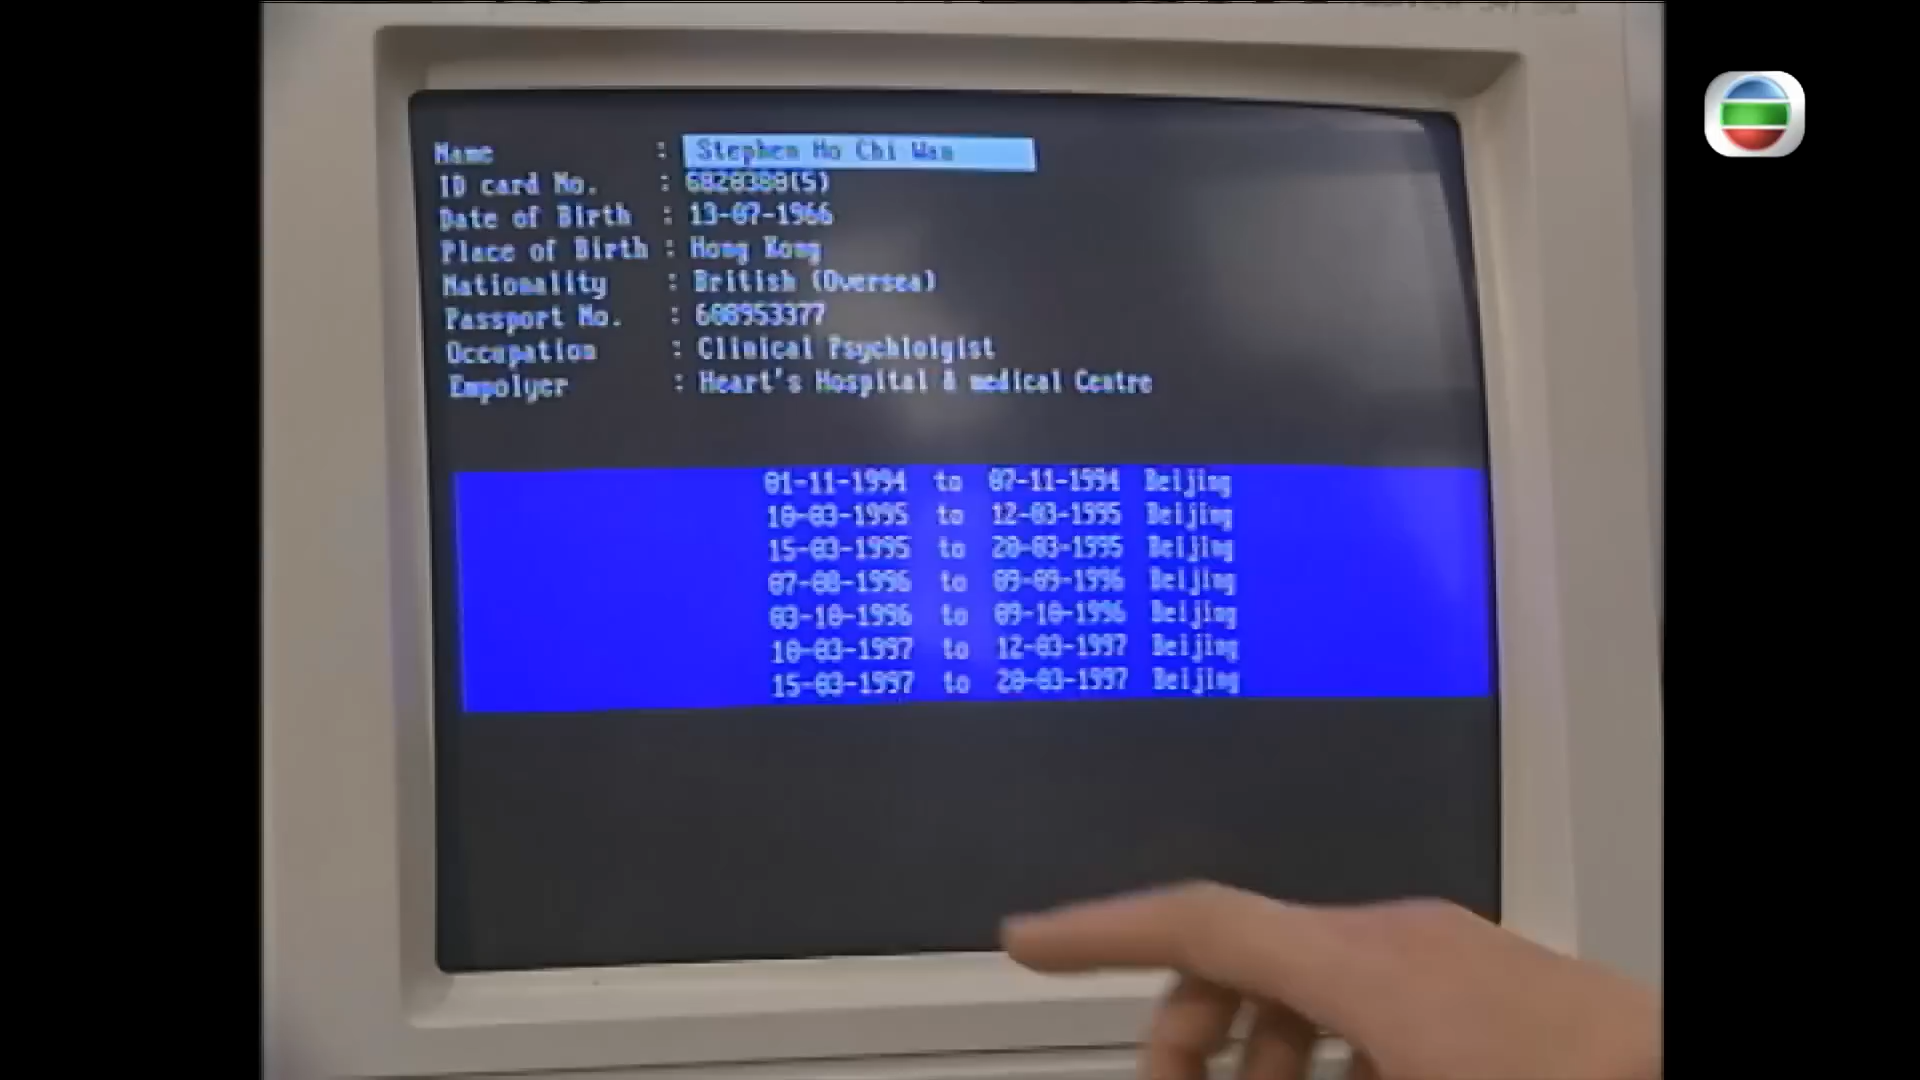 Name : Stephen Ho Chi Wan
ID card No. : 6820380(5)
Date of Birth : 13-07-1966
Place of Birth : Hong Kong
Nationality : British (Oversea)
Passport No. : 608953377
Occupation : Clinical Psychiolgist
Empolyer : Heart's Hospital & medical Centre
01-11-1994 to 07-11-1994 Beijing
10-03-1995 to 12-03-1995 Beijing
15-03-1995 to 20-03-1995 Beijing
07-08-1996 to 09-09-1996 Beijing
03-10-1996 to 09-10-1996 Beijing
10-03-1997 to 12-03-1997 Beijing
15-03-1997 to 20-03-1997 Beijing